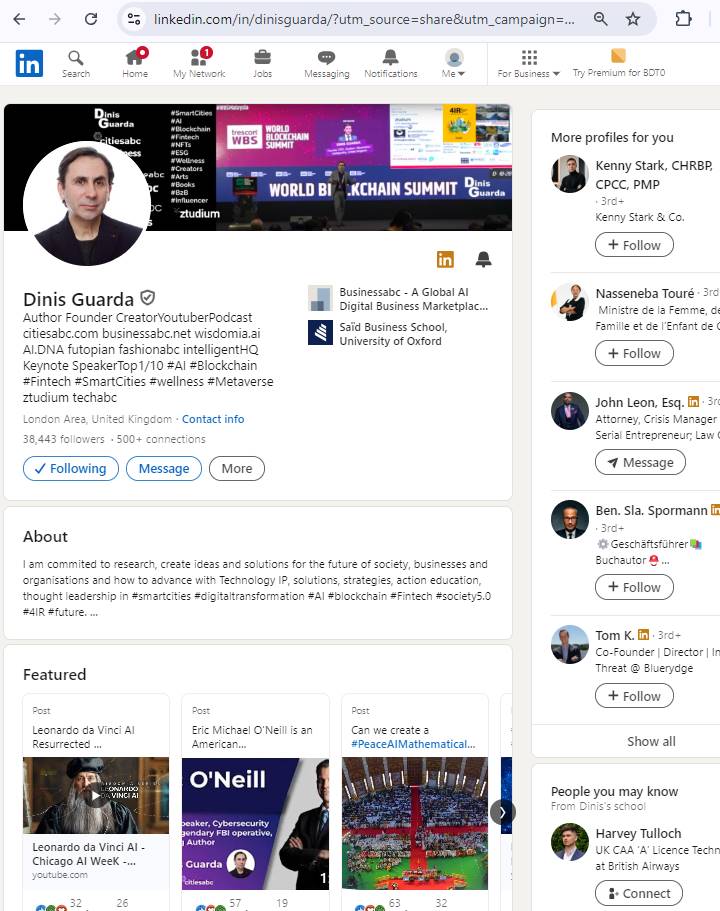 linkedin.com/in/dinisguarda/?utm_source=share&utm_campaign=...
in
Search
Home
1
My Network
Jobs
Messaging
Notifications
Me
For Business
Try Premium for BDT0
Dinis
Guarda
citiesabc
#SmartCities
#AI
#Blockchain
#Fintech
#NFTs
#ESG
#Wellness
#Creators
#Arts
#Books
#B2B
#Influencer
ztudium
trescon
WBS
WORLD
BLOCKCHAIN
SUMMIT
DINIS GUARDA
4IR
WORLD BLOCKCHAIN SUMMIT
Dinis
Guarda
Dinis Guarda
Author Founder CreatorYoutuberPodcast
citiesabc.com businessabc.net wisdomia.ai
AI.DNA futopian fashionabc intelligentHQ
Keynote SpeakerTop1/10 #AI #Blockchain
#Fintech #SmartCities #wellness #Metaverse
ztudium techabc
London Area, United Kingdom · Contact info
38,443 followers · 500+ connections
Following
Message
More
Businessabc - A Global AI
Digital Business Marketplac...
Saïd Business School,
University of Oxford
About
I am commited to research, create ideas and solutions for the future of society, businesses and
organisations and how to advance with Technology IP, solutions, strategies, action education,
thought leadership in #smartcities #digitaltransformation #AI #blockchain #Fintech #society5.0
#4IR #future. ...
Featured
Post
Leonardo da Vinci AI
Resurrected ...
LEONARDO
DA VINCI AI
Leonardo da Vinci AI -
Chicago AI WeeK -...
youtube.com
32
26
Post
Eric Michael O'Neill is an
American...
O'Neill
peaker, Cybersecurity
gendary FBI operative,
g Author
Guarda
citiesabc
1:
57
19
Post
Can we create a
#PeaceAIMathematical...
63
32
More profiles for you
Kenny Stark, CHRBP,
CPCC, PMP
· 3rd+
Kenny Stark & Co.
+ Follow
Nasseneba Touré · 3rd
Ministre de la Femme, de
Famille et de l'Enfant de C
+ Follow
John Leon, Esq. in · 3rd
Attorney, Crisis Manager
Serial Entrepreneur; Law C
Message
Ben. Sla. Spormann in
· 3rd+
Geschäftsführer
Buchautor ...
+ Follow
Tom K. in · 3rd+
Co-Founder | Director | In
Threat @ Bluerydge
+ Follow
Show all
People you may know
From Dinis's school
Harvey Tulloch
UK CAA 'A' Licence Techn
at British Airways
Connect